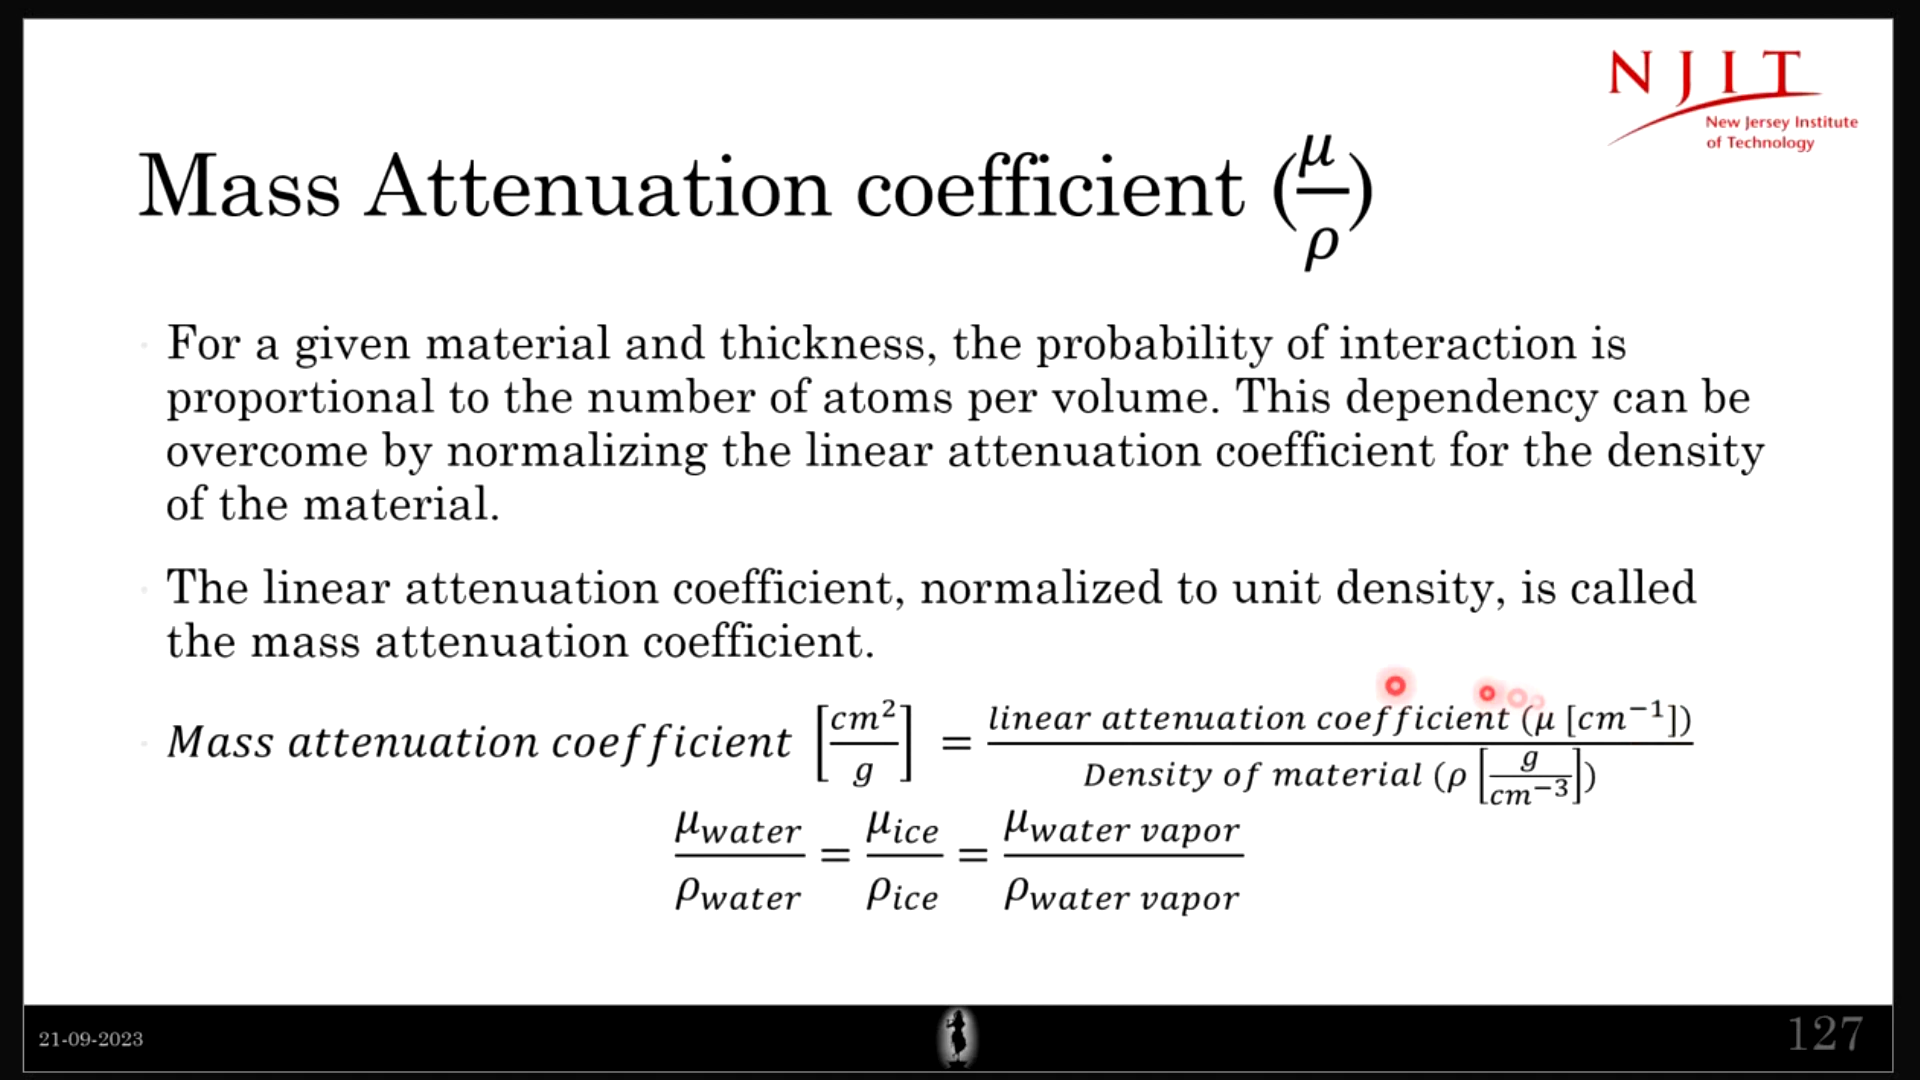 NJIT
New Jersey Institute
of Technology
Mass Attenuation coefficient (μ/ρ)
For a given material and thickness, the probability of interaction is
proportional to the number of atoms per volume. This dependency can be
overcome by normalizing the linear attenuation coefficient for the density
of the material.
The linear attenuation coefficient, normalized to unit density, is called
the mass attenuation coefficient.
Mass attenuation coefficient [cm²/g] = linear attenuation coefficient (μ [cm⁻¹]) / Density of material (ρ [g/cm⁻³])
μwater/ρwater = μice/ρice = μwater vapor/ρwater vapor
21-09-2023
127